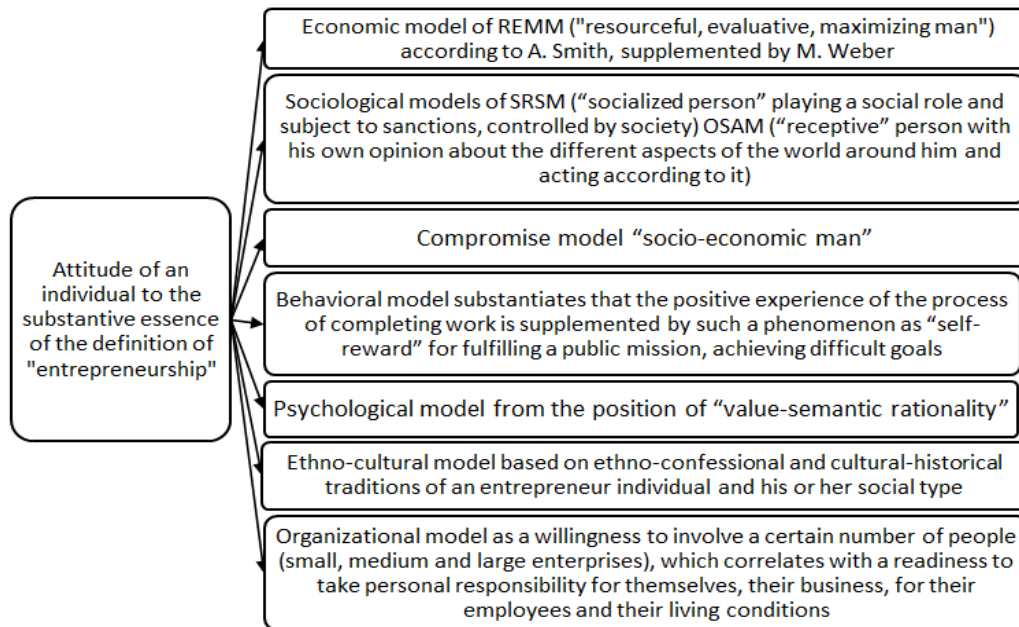 Attitude of an
individual to the
substantive essence
of the definition of
"entrepreneurship"
Economic model of REMM ("resourceful, evaluative, maximizing man")
according to A. Smith, supplemented by M. Weber
Sociological models of SRSM (“socialized person” playing a social role and
subject to sanctions, controlled by society) OSAM (“receptive” person with
his own opinion about the different aspects of the world around him and
acting according to it)
Compromise model “socio-economic man”
Behavioral model substantiates that the positive experience of the process
of completing work is supplemented by such a phenomenon as “self-
reward” for fulfilling a public mission, achieving difficult goals
Psychological model from the position of “value-semantic rationality”
Ethno-cultural model based on ethno-confessional and cultural-historical
traditions of an entrepreneur individual and his or her social type
Organizational model as a willingness to involve a certain number of people
(small, medium and large enterprises), which correlates with a readiness to
take personal responsibility for themselves, their business, for their
employees and their living conditions